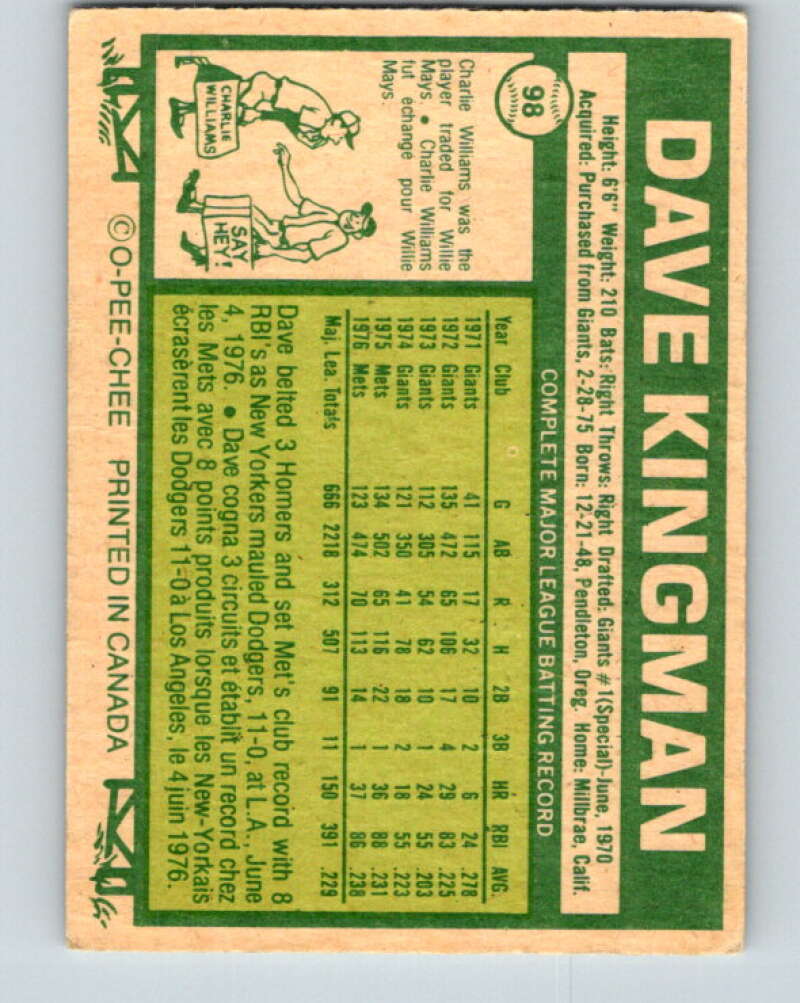 98
DAVE KINGMAN
Height: 6'6" Weight: 210 Bats: Right Throws: Right Drafted: Giants #1(Special)-June, 1970
Acquired: Purchased from Giants, 2-28-75 Born: 12-21-48, Pendleton, Oreg. Home: Millbrae, Calif.
COMPLETE MAJOR LEAGUE BATTING RECORD
Year Club G AB R H 2B 3B HR RBI AVG.
1971 Giants 41 115 17 32 10 2 6 24 .278
1972 Giants 135 472 65 106 17 4 29 83 .225
1973 Giants 112 305 54 62 10 1 24 55 .203
1974 Giants 121 350 41 78 18 2 18 55 .223
1975 Mets 134 502 65 116 22 1 36 88 .231
1976 Mets 123 474 70 113 14 1 37 86 .238
Maj. Lea. Totals 666 2218 312 507 91 11 150 391 .229
Dave belted 3 Homers and set Met's club record with 8
RBI's as New Yorkers mauled Dodgers, 11-0, at L.A., June
4, 1976. ● Dave cogna 3 circuits et établit un record chez
les Mets avec 8 points produits lorsque les New-Yorkais
écrasèrent les Dodgers 11-0 à Los Angeles, le 4 juin 1976.
Charlie Williams was the
player traded for Willie
Mays. ● Charlie Williams
fut échange pour Willie
Mays.
CHARLIE
WILLIAMS
SAY
HEY!
©O-PEE-CHEE PRINTED IN CANADA